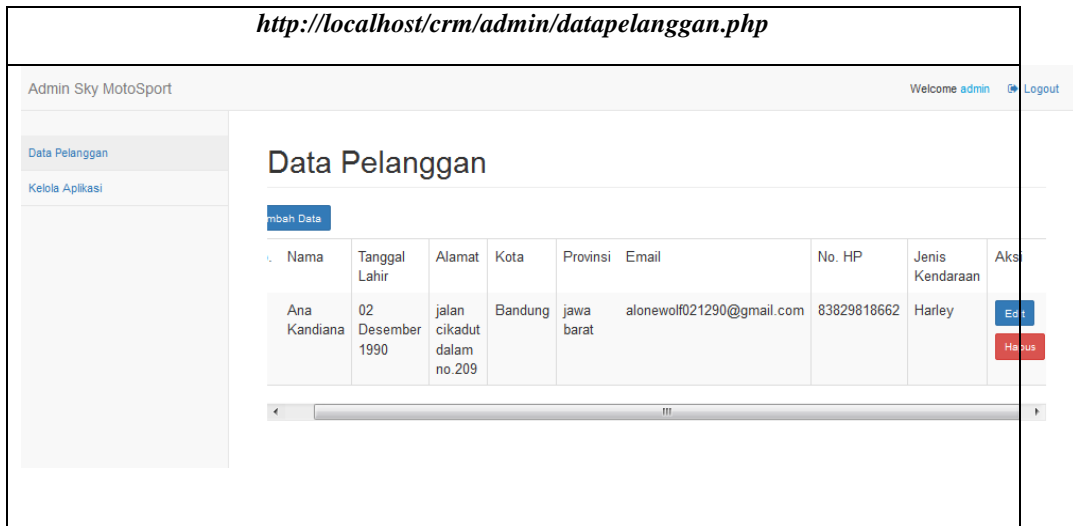 http://localhost/crm/admin/datapelanggan.php
Admin Sky MotoSport
Welcome admin Logout
Data Pelanggan
Kelola Aplikasi
Data Pelanggan
mbah Data
Nama Tanggal Lahir Alamat Kota Provinsi Email No. HP Jenis Kendaraan Aksi
Ana Kandiana 02 Desember 1990 jalan cikadut dalam no.209 Bandung jawa barat alonewolf021290@gmail.com 83829818662 Harley Edit
Hapus